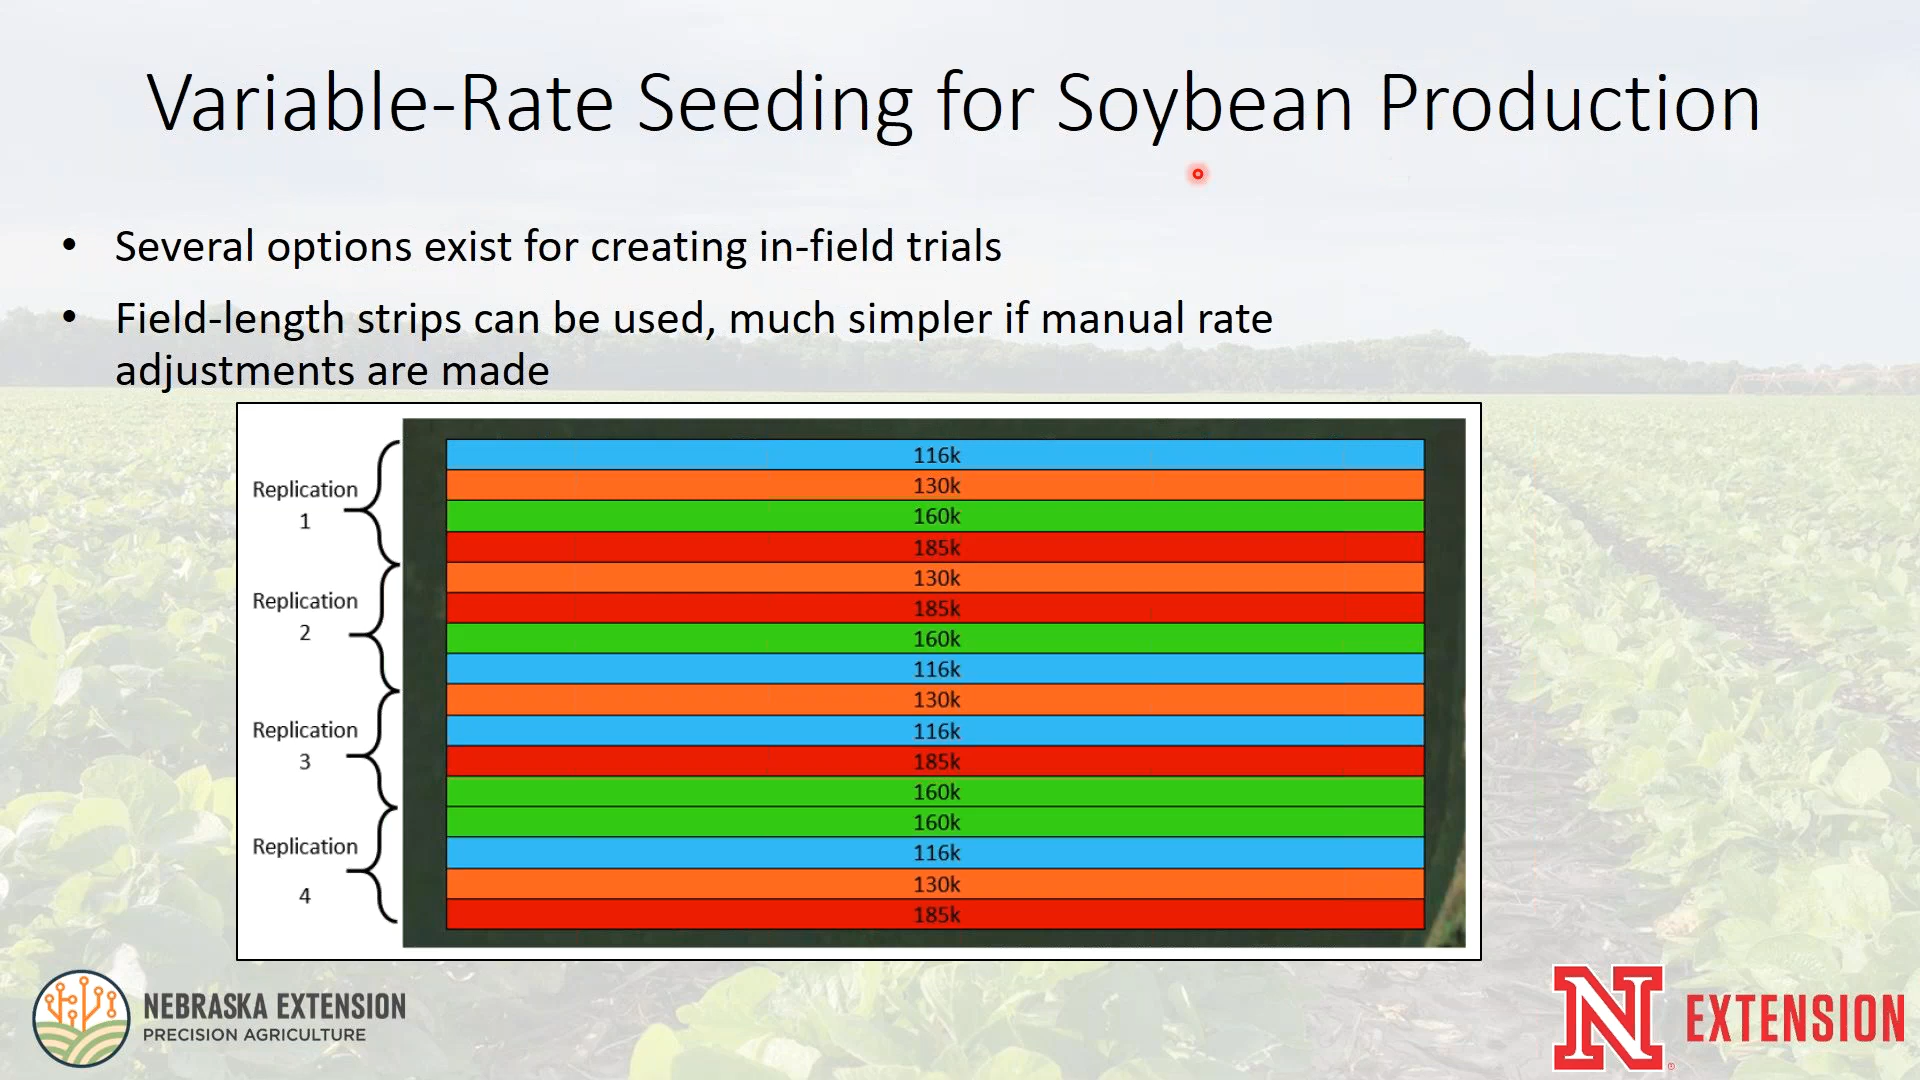 Variable-Rate Seeding for Soybean Production
• Several options exist for creating in-field trials
• Field-length strips can be used, much simpler if manual rate
adjustments are made
Replication
1
116k
130k
160k
185k
Replication
2
130k
185k
160k
116k
Replication
3
130k
116k
185k
160k
Replication
4
160k
116k
130k
185k
NEBRASKA EXTENSION
PRECISION AGRICULTURE
N EXTENSION